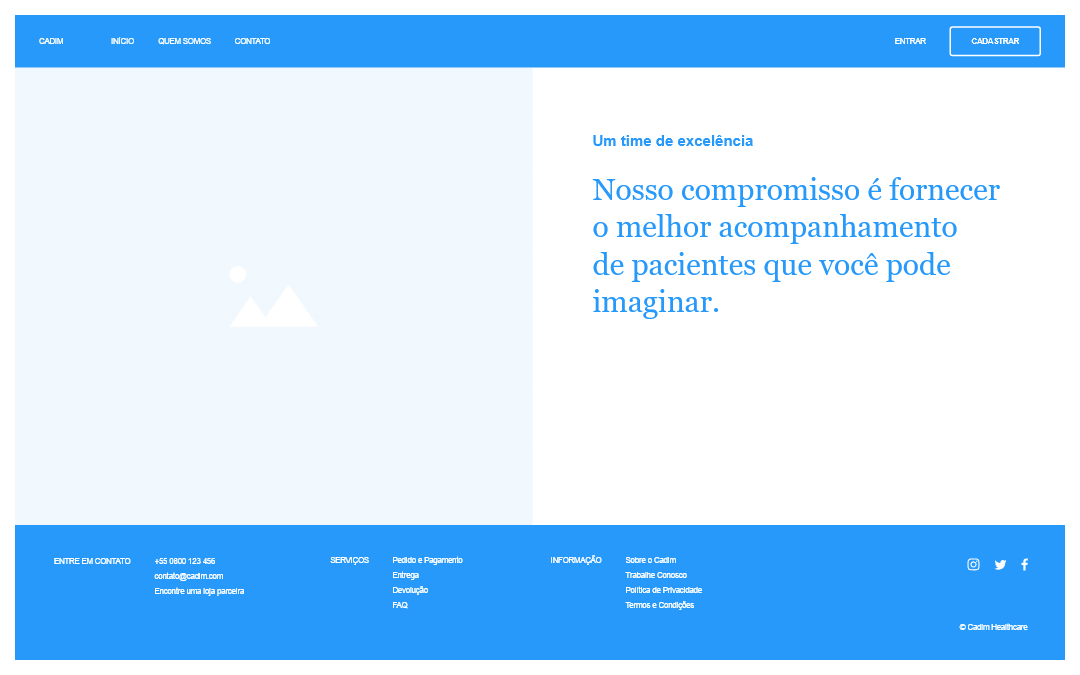 CADIM
INÍCIO
QUEM SOMOS
CONTATO
ENTRAR
CADASTRAR
Um time de excelência
Nosso compromisso é fornecer
o melhor acompanhamento
de pacientes que você pode
imaginar.
ENTRE EM CONTATO
+55 0800 123 456
contato@cadim.com
Encontre uma loja parceira
SERVIÇOS
Pedido e Pagamento
Entrega
Devolução
FAQ
INFORMAÇÃO
Sobre o Cadim
Trabalhe Conosco
Política de Privacidade
Termos e Condições
© Cadim Healthcare